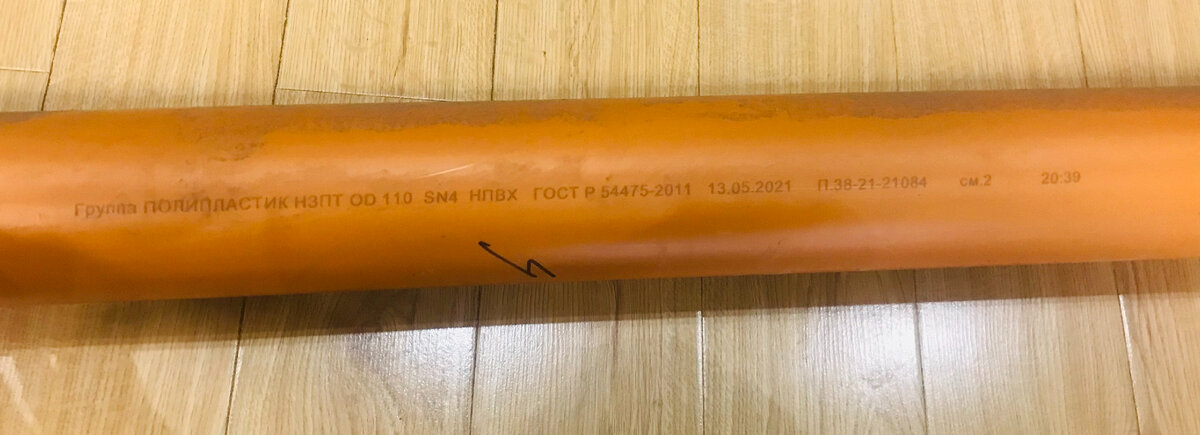 Группа ПОЛИПЛАСТИК НЗПТ OD 110 SN4 НПВХ ГОСТ Р 54475-2011 13.05.2021 П.38-21-21084 см.2 20:39